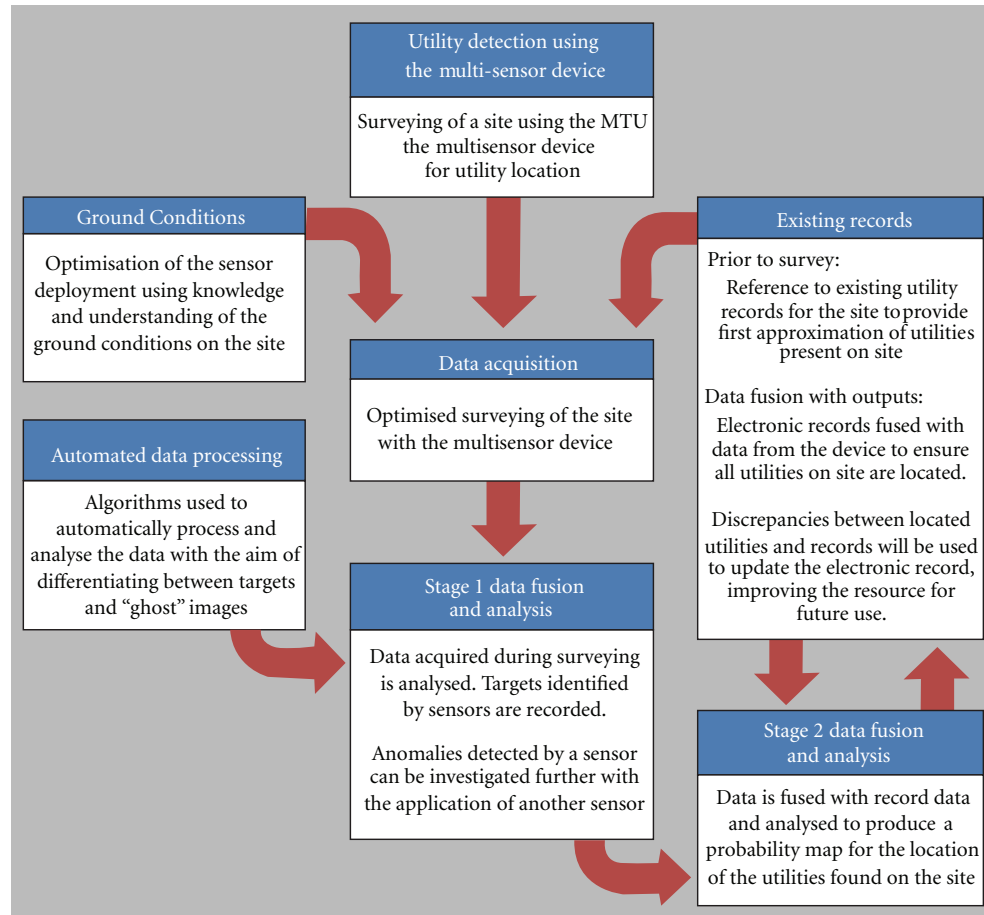 Utility detection using
the multi-sensor device
Surveying of a site using the MTU
the multisensor device
for utility location
Ground Conditions
Optimisation of the sensor
deployment using knowledge
and understanding of the
ground conditions on the site
Existing records
Prior to survey:
Reference to existing utility
records for the site to provide
first approximation of utilities
present on site
Data fusion with outputs:
Electronic records fused with
data from the device to ensure
all utilities on site are located.
Discrepancies between located
utilities and records will be used
to update the electronic record,
improving the resource for
future use.
Data acquisition
Optimised surveying of the site
with the multisensor device
Automated data processing
Algorithms used to
automatically process and
analyse the data with the aim of
differentiating between targets
and “ghost” images
Stage 1 data fusion
and analysis
Data acquired during surveying
is analysed. Targets identified
by sensors are recorded.
Anomalies detected by a sensor
can be investigated further with
the application of another sensor
Stage 2 data fusion
and analysis
Data is fused with record data
and analysed to produce a
probability map for the location
of the utilities found on the site